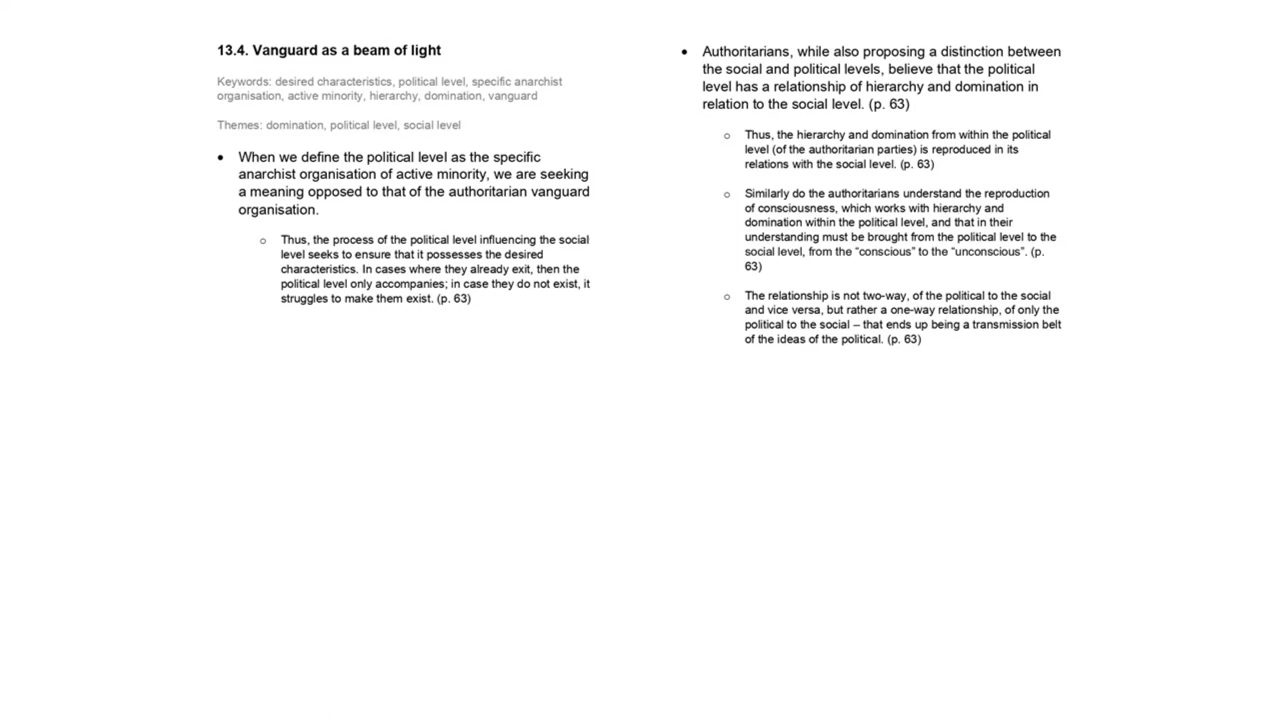 13.4. Vanguard as a beam of light
Keywords: desired characteristics, political level, specific anarchist
organisation, active minority, hierarchy, domination, vanguard
Themes: domination, political level, social level
• When we define the political level as the specific
anarchist organisation of active minority, we are seeking
a meaning opposed to that of the authoritarian vanguard
organisation.
o Thus, the process of the political level influencing the social
level seeks to ensure that it possesses the desired
characteristics. In cases where they already exit, then the
political level only accompanies; in case they do not exist, it
struggles to make them exist. (p. 63)
• Authoritarians, while also proposing a distinction between
the social and political levels, believe that the political
level has a relationship of hierarchy and domination in
relation to the social level. (p. 63)
o Thus, the hierarchy and domination from within the political
level (of the authoritarian parties) is reproduced in its
relations with the social level. (p. 63)
o Similarly do the authoritarians understand the reproduction
of consciousness, which works with hierarchy and
domination within the political level, and that in their
understanding must be brought from the political level to the
social level, from the “conscious” to the “unconscious”. (p.
63)
o The relationship is not two-way, of the political to the social
and vice versa, but rather a one-way relationship, of only the
political to the social – that ends up being a transmission belt
of the ideas of the political. (p. 63)